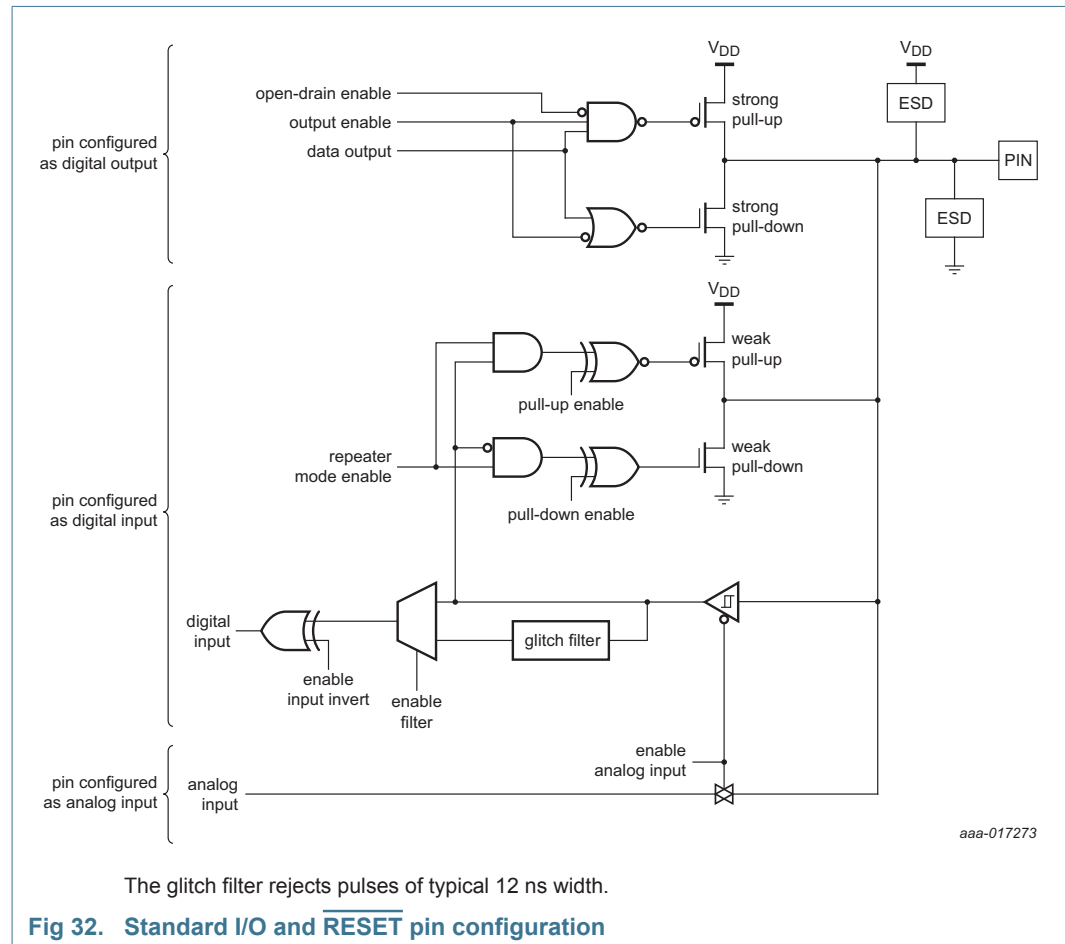 VDD
VDD
open-drain enable
strong
pull-up
ESD
output enable
pin configured
as digital output
data output
PIN
strong
pull-down
ESD
VDD
weak
pull-up
pull-up enable
repeater
mode enable
weak
pull-down
pin configured
as digital input
pull-down enable
digital
input
glitch filter
enable
input invert
enable
filter
enable
analog input
pin configured
as analog input
analog
input
aaa-017273
The glitch filter rejects pulses of typical 12 ns width.
Fig 32. Standard I/O and RESET pin configuration